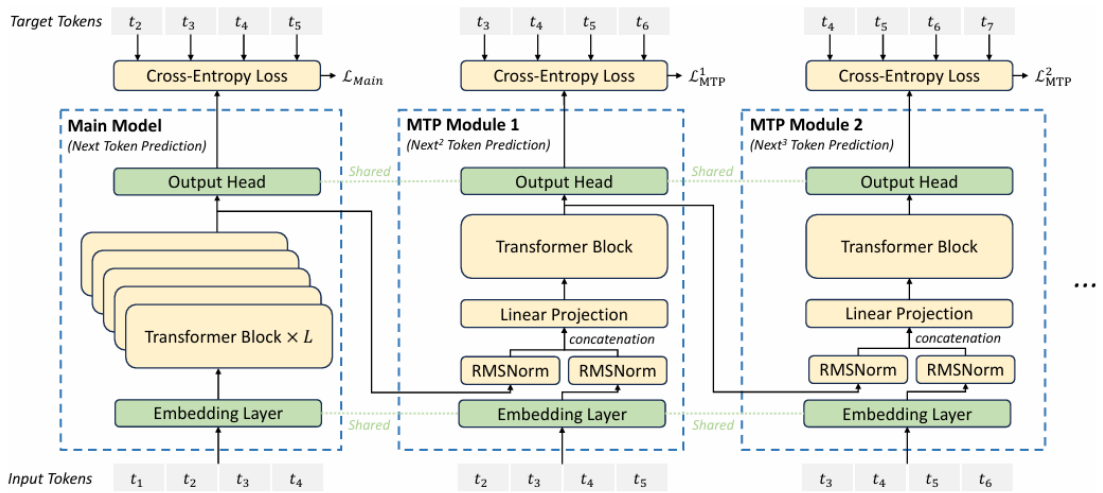 Target Tokens t₂ t₃ t₄ t₅ t₃ t₄ t₅ t₆ t₄ t₅ t₆ t₇
Cross-Entropy Loss ℒ_Main Cross-Entropy Loss ℒ¹_MTP Cross-Entropy Loss ℒ²_MTP
Main Model
(Next Token Prediction)
MTP Module 1
(Next² Token Prediction)
MTP Module 2
(Next³ Token Prediction)
Output Head Shared Output Head Shared Output Head
Transformer Block × L
Transformer Block
Transformer Block
...
Linear Projection
Linear Projection
concatenation
concatenation
RMSNorm RMSNorm
RMSNorm RMSNorm
Embedding Layer Shared Embedding Layer Shared Embedding Layer
Input Tokens t₁ t₂ t₃ t₄ t₂ t₃ t₄ t₅ t₃ t₄ t₅ t₆